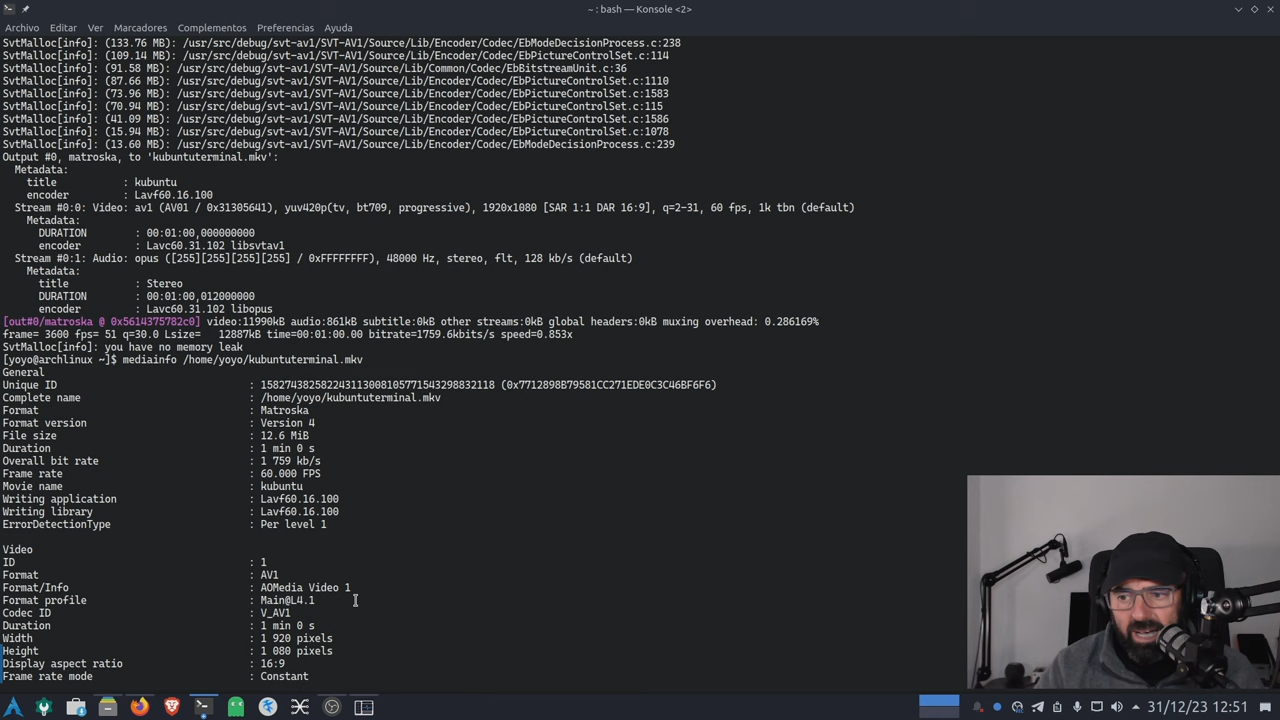 ~ : bash — Konsole <2>
Archivo Editar Ver Marcadores Complementos Preferencias Ayuda
SvtMalloc[info]: (133.76 MB): /usr/src/debug/svt-av1/SVT-AV1/Source/Lib/Encoder/Codec/EbModeDecisionProcess.c:238
SvtMalloc[info]: (109.14 MB): /usr/src/debug/svt-av1/SVT-AV1/Source/Lib/Encoder/Codec/EbPictureControlSet.c:114
SvtMalloc[info]: (91.58 MB): /usr/src/debug/svt-av1/SVT-AV1/Source/Lib/Common/Codec/EbBitstreamUnit.c:36
SvtMalloc[info]: (87.66 MB): /usr/src/debug/svt-av1/SVT-AV1/Source/Lib/Encoder/Codec/EbPictureControlSet.c:1110
SvtMalloc[info]: (73.96 MB): /usr/src/debug/svt-av1/SVT-AV1/Source/Lib/Encoder/Codec/EbPictureControlSet.c:1583
SvtMalloc[info]: (70.94 MB): /usr/src/debug/svt-av1/SVT-AV1/Source/Lib/Encoder/Codec/EbPictureControlSet.c:115
SvtMalloc[info]: (41.09 MB): /usr/src/debug/svt-av1/SVT-AV1/Source/Lib/Encoder/Codec/EbPictureControlSet.c:1586
SvtMalloc[info]: (15.94 MB): /usr/src/debug/svt-av1/SVT-AV1/Source/Lib/Encoder/Codec/EbPictureControlSet.c:1078
SvtMalloc[info]: (13.60 MB): /usr/src/debug/svt-av1/SVT-AV1/Source/Lib/Encoder/Codec/EbModeDecisionProcess.c:239
Output #0, matroska, to 'kubuntuterminal.mkv':
Metadata:
title : kubuntu
encoder : Lavf60.16.100
Stream #0:0: Video: av1 (AV01 / 0x31305641), yuv420p(tv, bt709, progressive), 1920x1080 [SAR 1:1 DAR 16:9], q=2-31, 60 fps, 1k tbn (default)
Metadata:
DURATION : 00:01:00,000000000
encoder : Lavc60.31.102 libsvtav1
Stream #0:1: Audio: opus ([255][255][255][255] / 0xFFFFFFFF), 48000 Hz, stereo, flt, 128 kb/s (default)
Metadata:
title : Stereo
DURATION : 00:01:00,012000000
encoder : Lavc60.31.102 libopus
[out#0/matroska @ 0x5614375782c0] video:11990kB audio:861kB subtitle:0kB other streams:0kB global headers:0kB muxing overhead: 0.286169%
frame= 3600 fps= 51 q=30.0 Lsize= 12887kB time=00:01:00.00 bitrate=1759.6kbits/s speed=0.853x
SvtMalloc[info]: you have no memory leak
[yoyo@archlinux ~]$ mediainfo /home/yoyo/kubuntuterminal.mkv
General
Unique ID : 158274382582243113008105771543298832118 (0x7712898B79581CC271EDE0C3C46BF6F6)
Complete name : /home/yoyo/kubuntuterminal.mkv
Format : Matroska
Format version : Version 4
File size : 12.6 MiB
Duration : 1 min 0 s
Overall bit rate : 1 759 kb/s
Frame rate : 60.000 FPS
Movie name : kubuntu
Writing application : Lavf60.16.100
Writing library : Lavf60.16.100
ErrorDetectionType : Per level 1
Video
ID : 1
Format : AV1
Format/Info : AOMedia Video 1
Format profile : Main@L4.1
Codec ID : V_AV1
Duration : 1 min 0 s
Width : 1 920 pixels
Height : 1 080 pixels
Display aspect ratio : 16:9
Frame rate mode : Constant
31/12/23 12:51